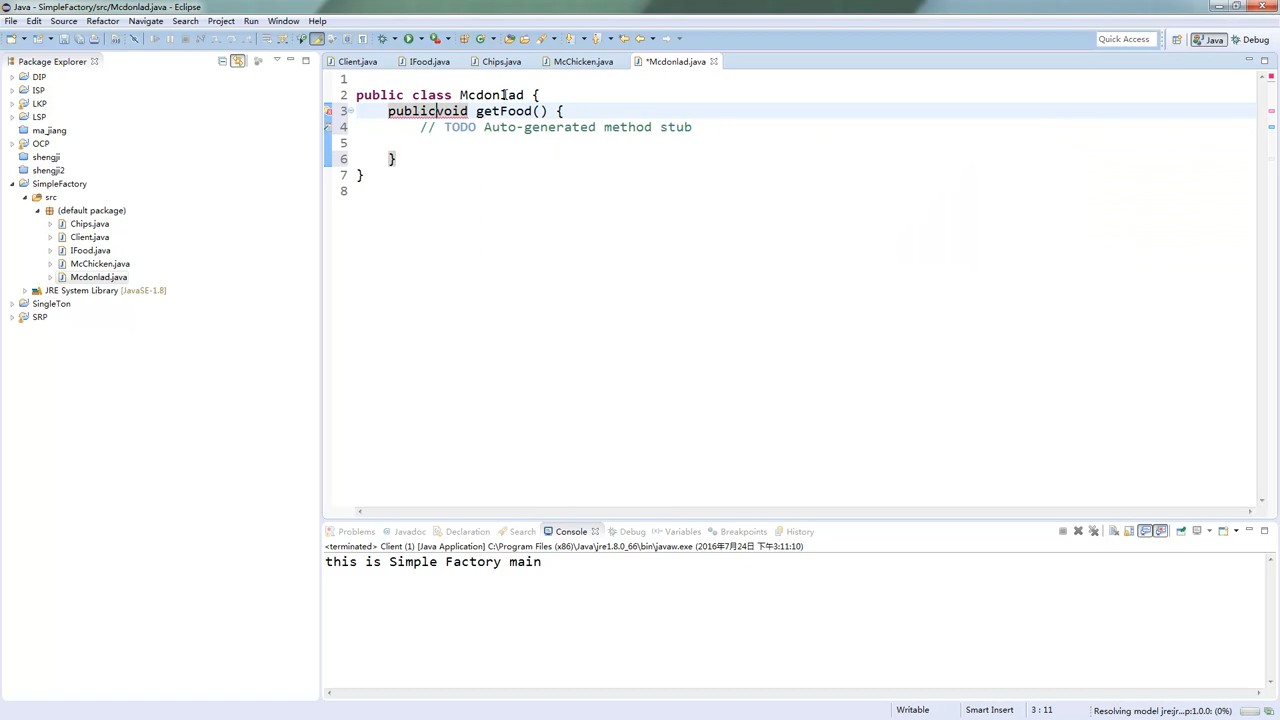 Java - SimpleFactory/src/Mcdonlad.java - Eclipse
File Edit Source Refactor Navigate Search Project Run Window Help
Quick Access Java Debug
Package Explorer
DIP
ISP
LKP
LSP
ma_jiang
OCP
shengji
shengji2
SimpleFactory
src
(default package)
Chips.java
Client.java
IFood.java
McChicken.java
Mcdonlad.java
JRE System Library [JavaSE-1.8]
SingleTon
SRP
Client.java IFood.java Chips.java McChicken.java *Mcdonlad.java
1
2 public class Mcdonlad {
3 publicvoid getFood() {
4 // TODO Auto-generated method stub
5
6 }
7 }
8
Problems Javadoc Declaration Search Console Debug Variables Breakpoints History
<terminated> Client (1) [Java Application] C:\Program Files (x86)\Java\jre1.8.0_66\bin\javaw.exe (2016年7月24日 下午3:11:10)
this is Simple Factory main
Writable Smart Insert 3 : 11 Resolving model jre:jr...p:1.0.0: (0%)